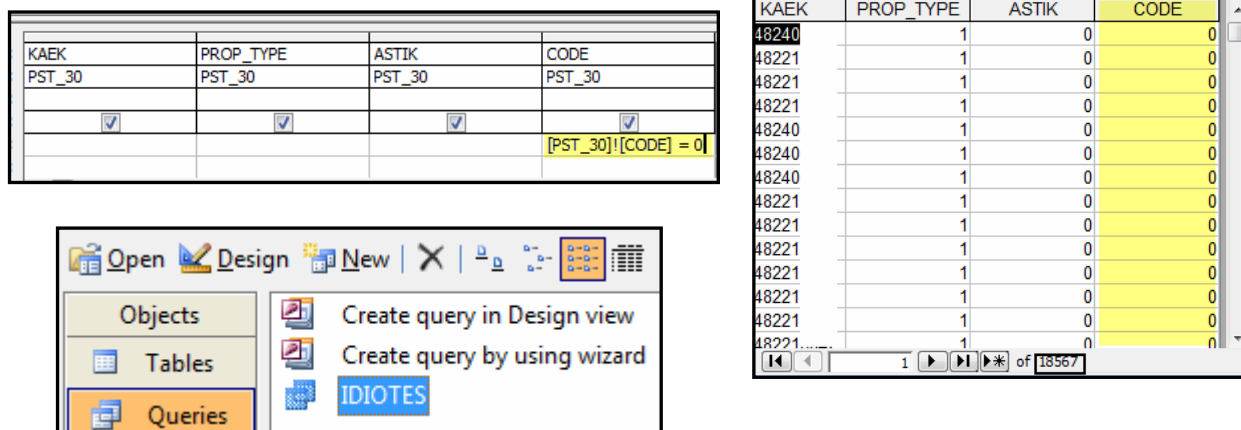 KAEK PROP_TYPE ASTIK CODE
PST_30 PST_30 PST_30 PST_30
[PST_30]![CODE] = 0
Open Design New
Objects
Tables
Queries
Create query in Design view
Create query by using wizard
IDIOTES
KAEK PROP_TYPE ASTIK CODE
48240 1 0 0
48221 1 0 0
48221 1 0 0
48221 1 0 0
48240 1 0 0
48240 1 0 0
48240 1 0 0
48221 1 0 0
48221 1 0 0
48221 1 0 0
48221 1 0 0
48221 1 0 0
48221 1 0 0
48221 1 0 0
1 of 18567